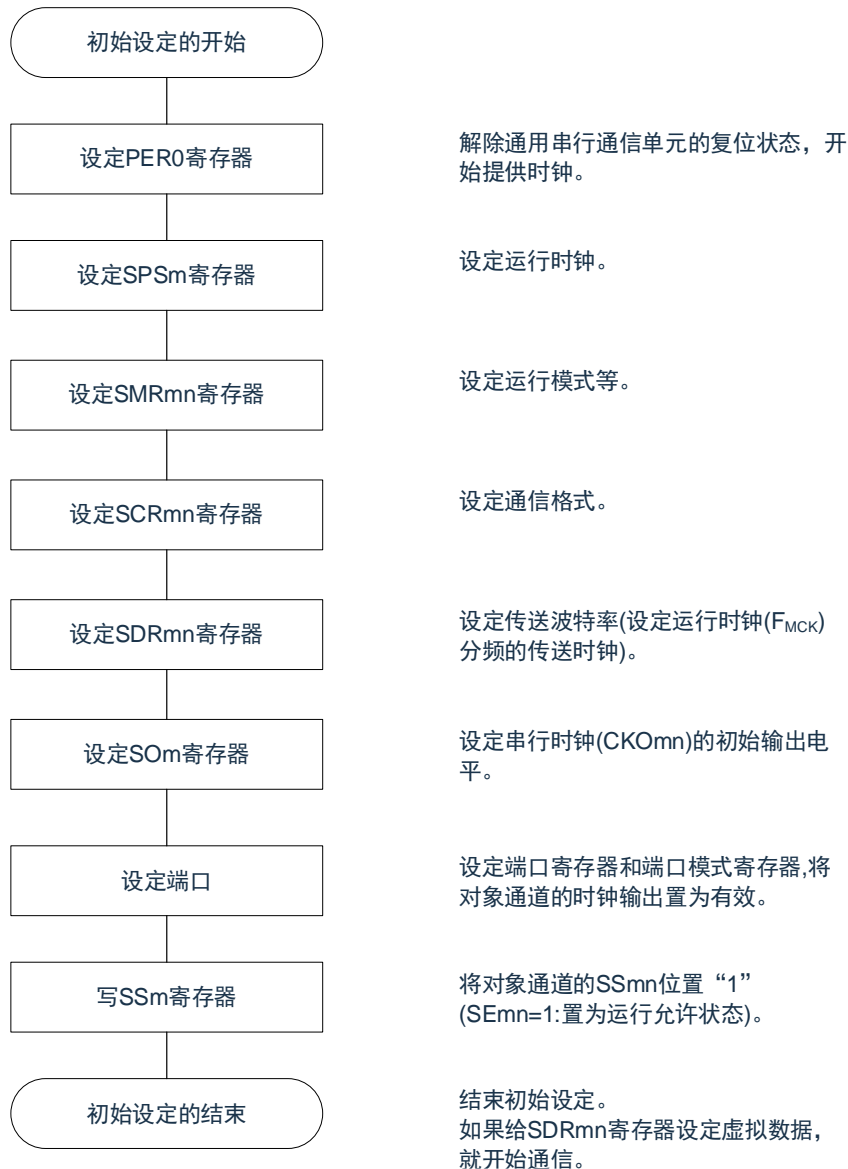 初始设定的开始
设定PER0寄存器
解除通用串行通信单元的复位状态，开
始提供时钟。
设定SPSm寄存器
设定运行时钟。
设定SMRmn寄存器
设定运行模式等。
设定SCRmn寄存器
设定通信格式。
设定SDRmn寄存器
设定传送波特率(设定运行时钟(FMCK)
分频的传送时钟)。
设定SOm寄存器
设定串行时钟(CKOmn)的初始输出电
平。
设定端口
设定端口寄存器和端口模式寄存器,将
对象通道的时钟输出置为有效。
写SSm寄存器
将对象通道的SSmn位置“1”
(SEmn=1:置为运行允许状态)。
初始设定的结束
结束初始设定。
如果给SDRmn寄存器设定虚拟数据，
就开始通信。